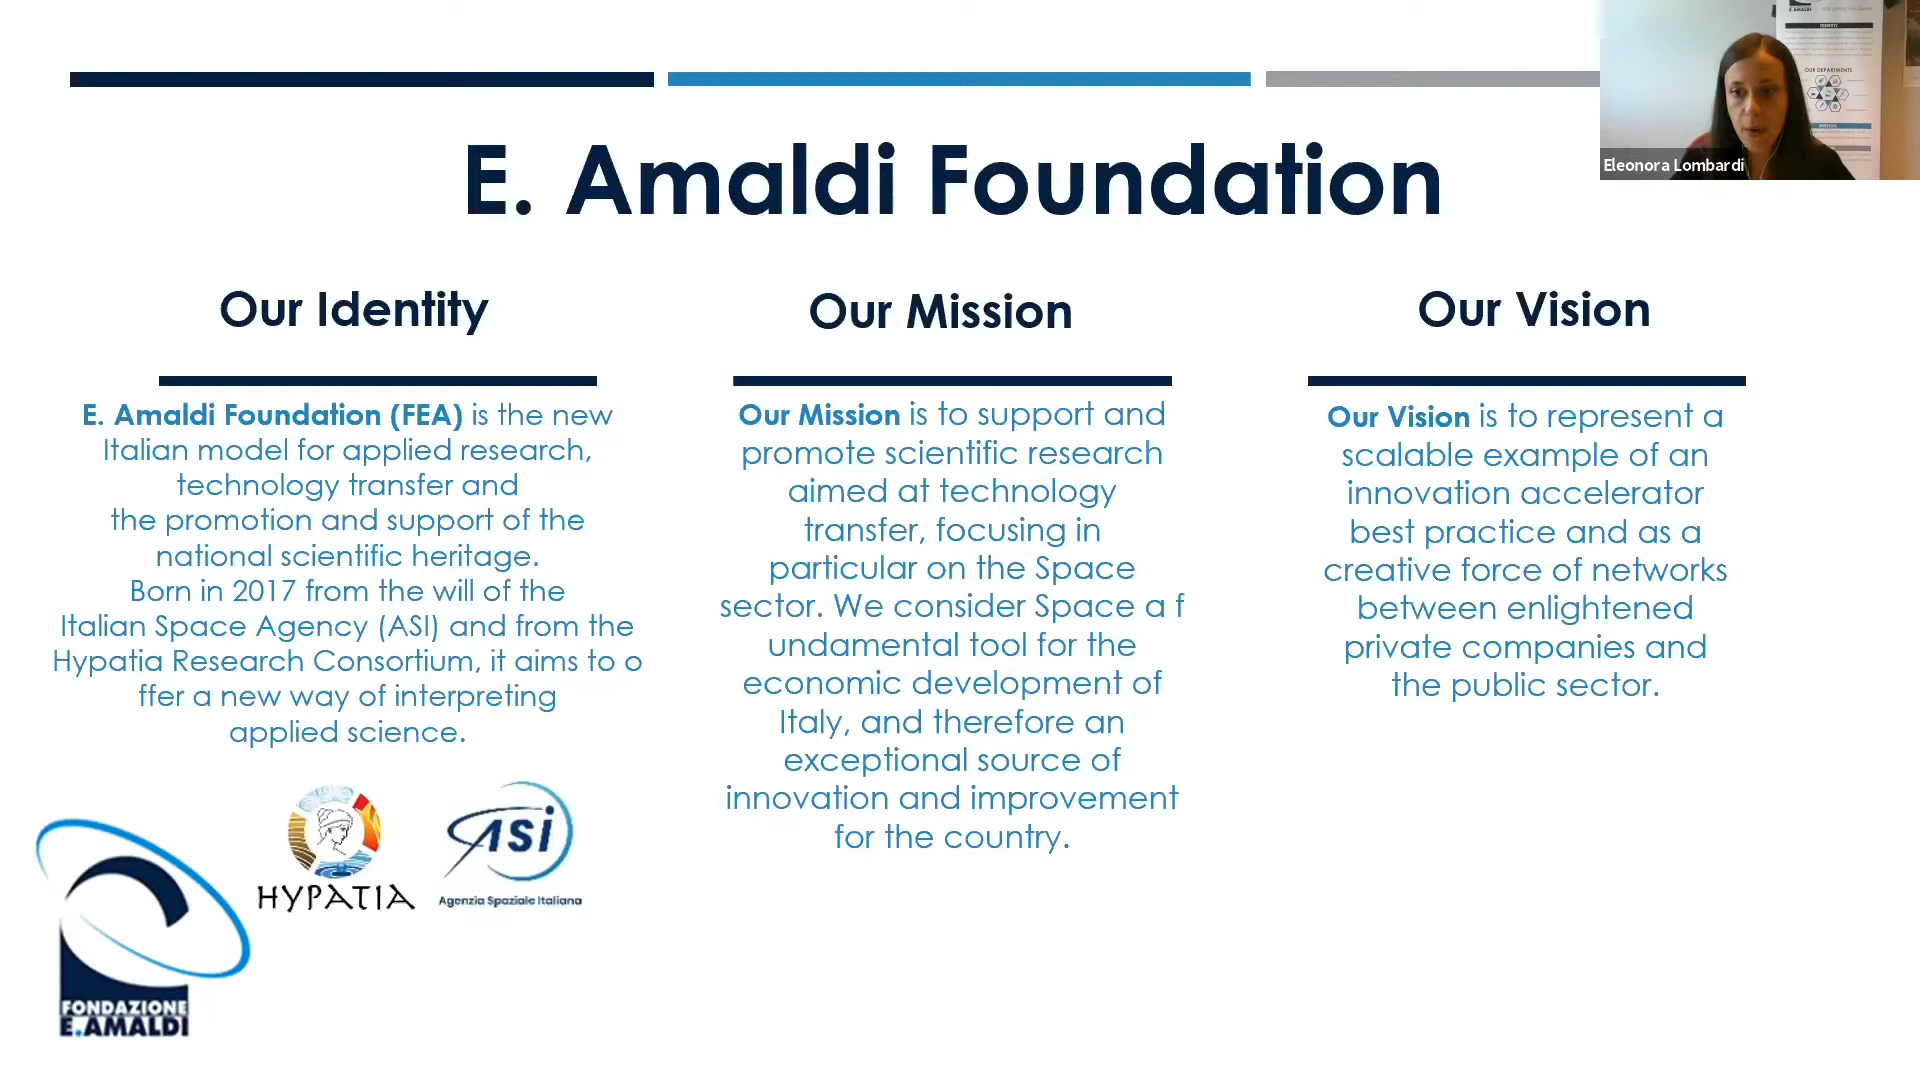 E. Amaldi Foundation
Eleonora Lombardi
OUR DEPARTMENTS
Our Identity
E. Amaldi Foundation (FEA) is the new
Italian model for applied research,
technology transfer and
the promotion and support of the
national scientific heritage.
Born in 2017 from the will of the
Italian Space Agency (ASI) and from the
Hypatia Research Consortium, it aims to o
ffer a new way of interpreting
applied science.
HYPATIA
ASI
Agenzia Spaziale Italiana
FONDAZIONE
E.AMALDI
Our Mission
Our Mission is to support and
promote scientific research
aimed at technology
transfer, focusing in
particular on the Space
sector. We consider Space a f
undamental tool for the
economic development of
Italy, and therefore an
exceptional source of
innovation and improvement
for the country.
Our Vision
Our Vision is to represent a
scalable example of an
innovation accelerator
best practice and as a
creative force of networks
between enlightened
private companies and
the public sector.